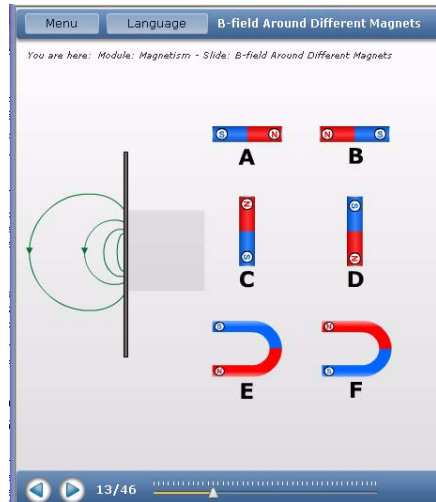 Menu Language B-field Around Different Magnets
You are here: Module: Magnetism - Slide: B-field Around Different Magnets
S N N S
A B
N S
S N
C D
S N
N S
E F
13/46